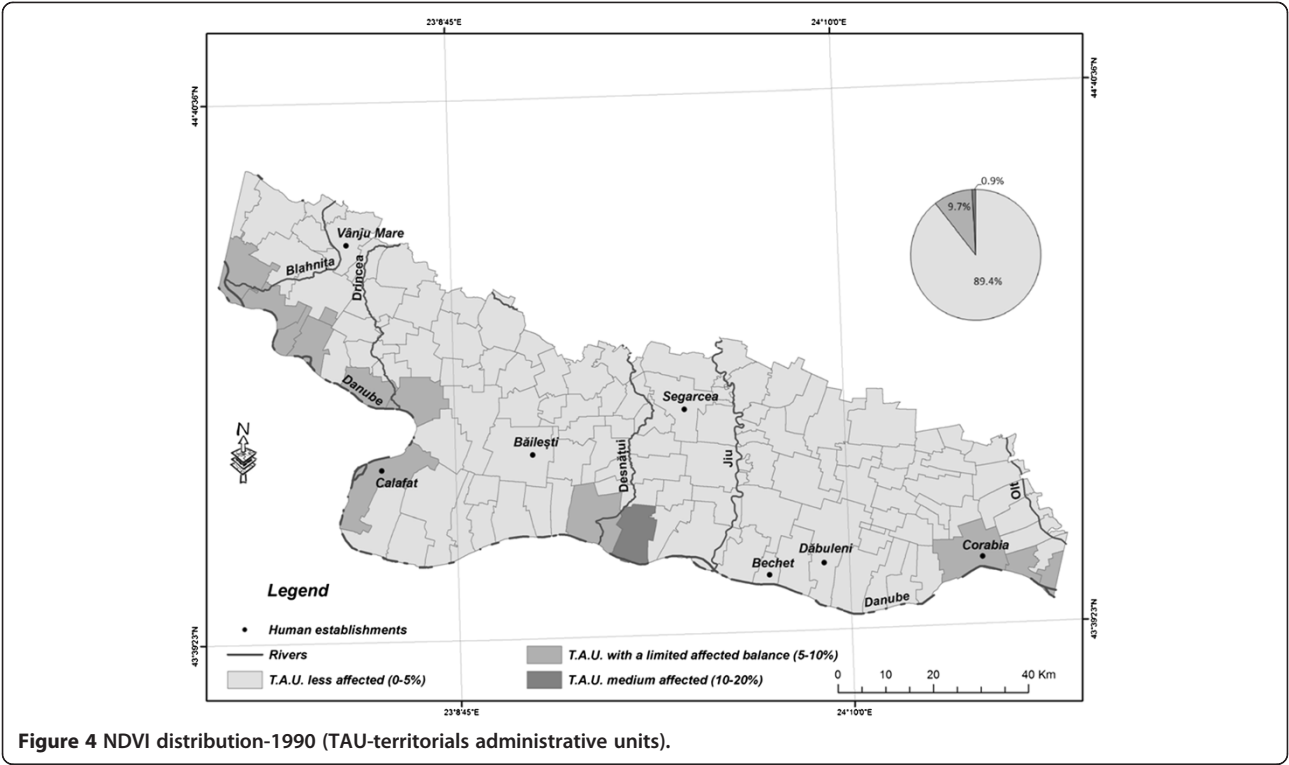 23°8'45"E
24°10'0"E
44°40'36"N
44°40'36"N
0.9%
9.7%
89.4%
Vânju Mare
Blahnița
Drincea
Danube
Segarcea
Băilești
Desnățui
Jiu
N
Calafat
Olt
Corabia
Dăbuleni
Bechet
Danube
Legend
Human establishments
Rivers
T.A.U. less affected (0-5%)
T.A.U. with a limited affected balance (5-10%)
T.A.U. medium affected (10-20%)
0 10 20 40 Km
43°39'23"N
43°39'23"N
23°8'45"E
24°10'0"E
Figure 4 NDVI distribution-1990 (TAU-territorials administrative units).